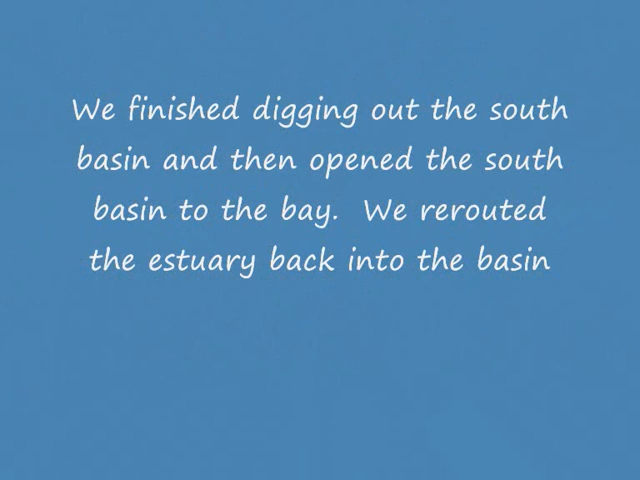 We finished digging out the south
basin and then opened the south
basin to the bay.  We rerouted
the estuary back into the basin